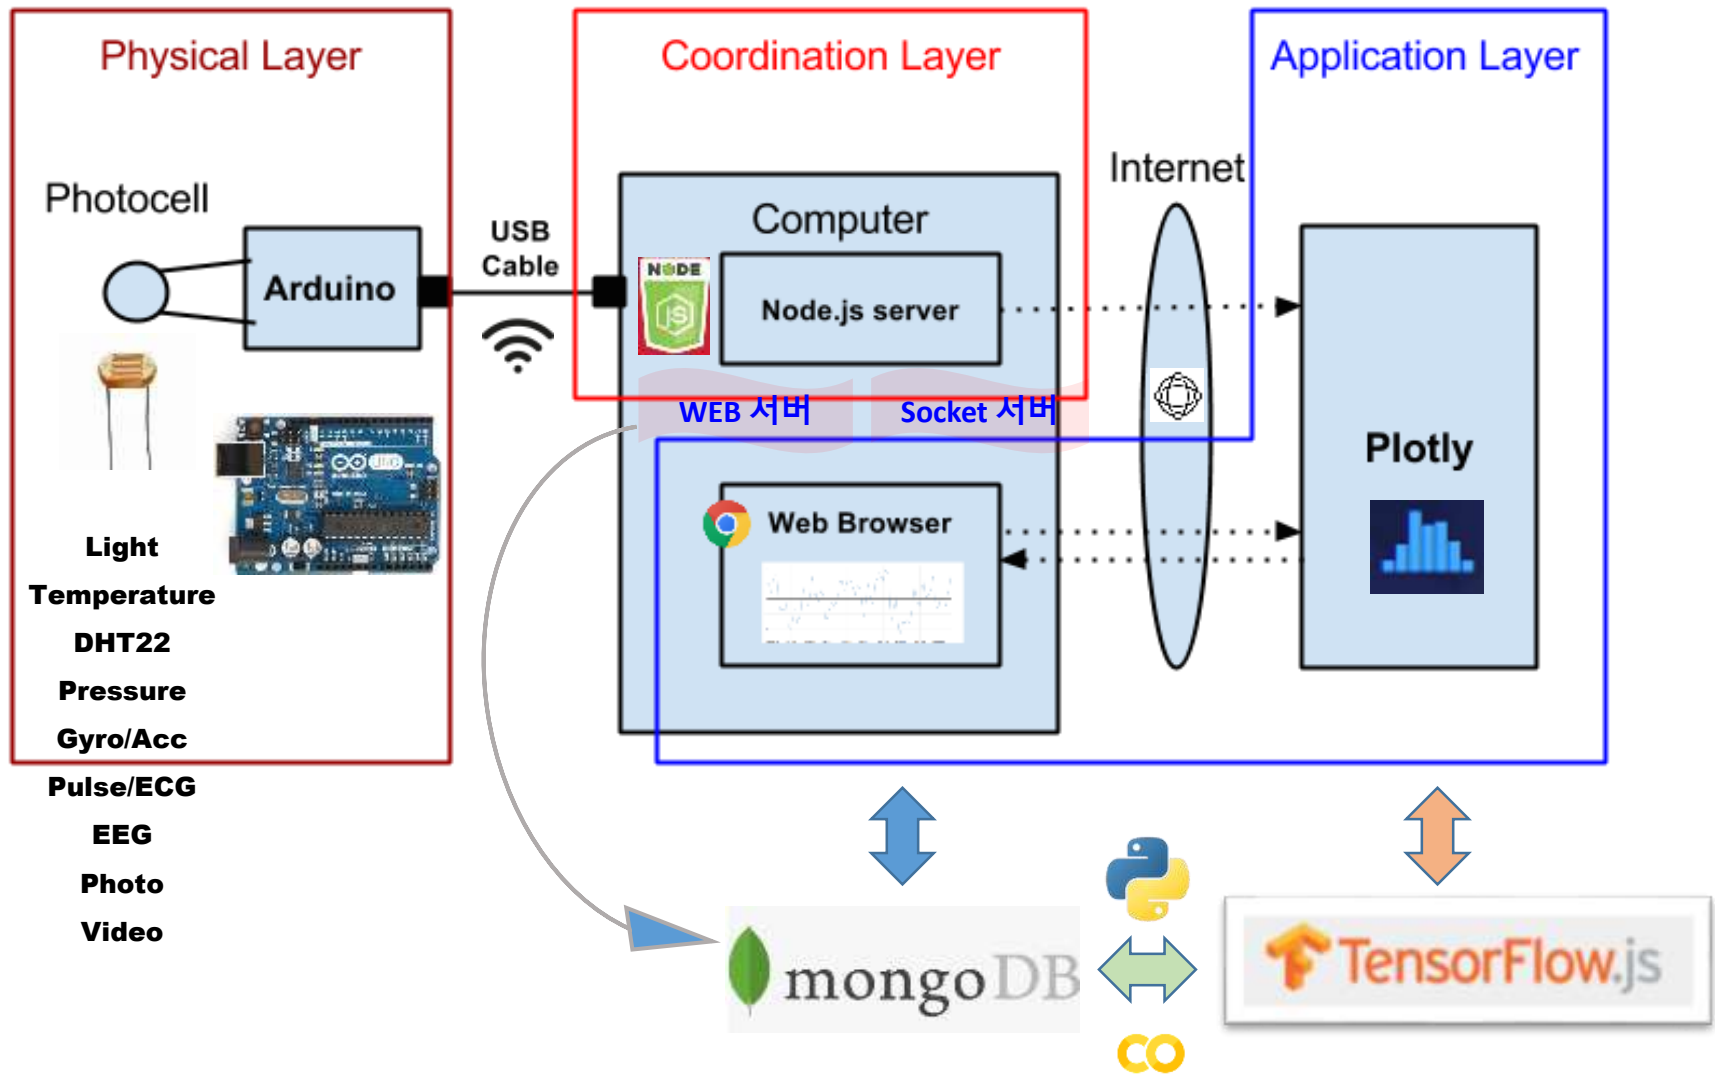 Physical Layer
Coordination Layer
Application Layer
Photocell
Arduino
USB
Cable
Computer
NODE
JS
Node.js server
Internet
WEB 서버
Socket 서버
Web Browser
Plotly
UNO
Light
Temperature
DHT22
Pressure
Gyro/Acc
Pulse/ECG
EEG
Photo
Video
mongoDB
TensorFlow.js